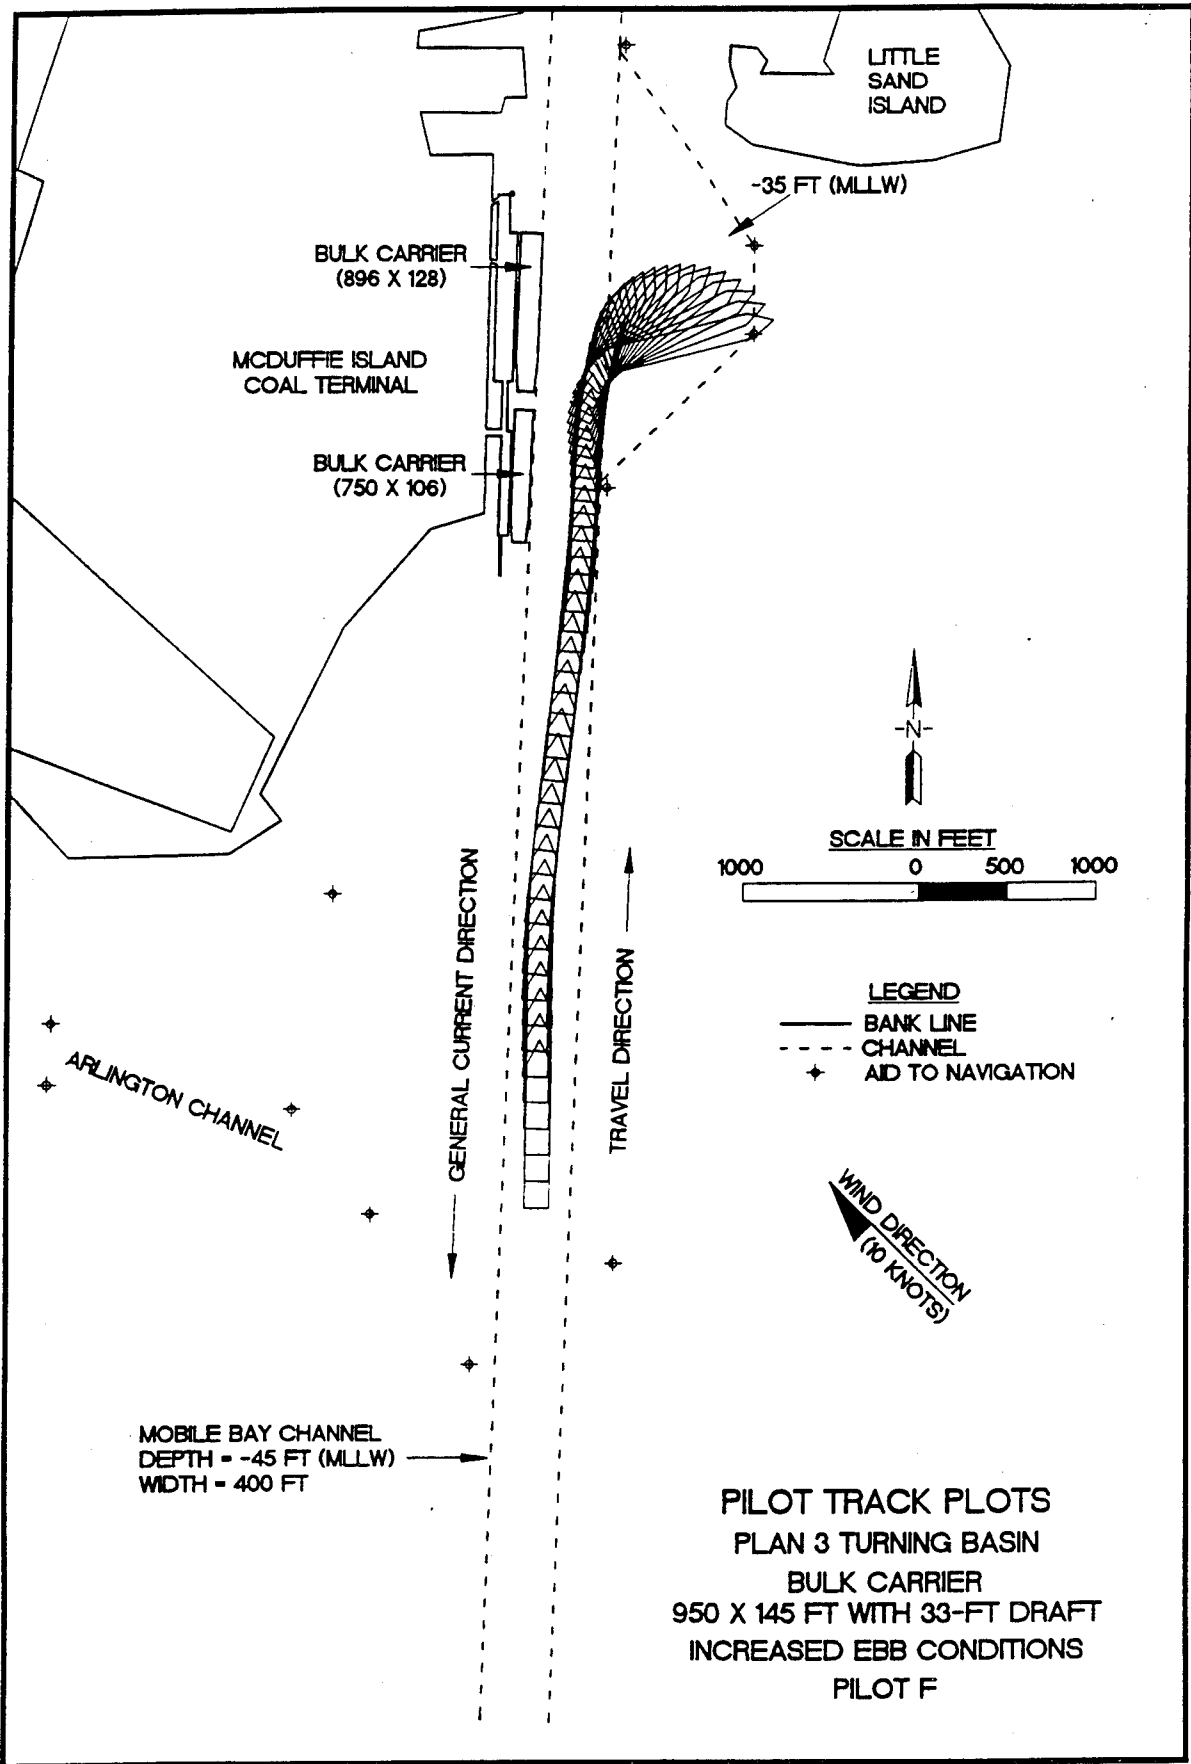 LITTLE
SAND
ISLAND
-35 FT (MLLW)
BULK CARRIER
(896 X 128)
MCDUFFIE ISLAND
COAL TERMINAL
BULK CARRIER
(750 X 106)
-N-
SCALE IN FEET
1000 0 500 1000
GENERAL CURRENT DIRECTION
TRAVEL DIRECTION
LEGEND
BANK LINE
CHANNEL
AID TO NAVIGATION
ARLINGTON CHANNEL
WIND DIRECTION
(10 KNOTS)
MOBILE BAY CHANNEL
DEPTH = -45 FT (MLLW)
WIDTH = 400 FT
PILOT TRACK PLOTS
PLAN 3 TURNING BASIN
BULK CARRIER
950 X 145 FT WITH 33-FT DRAFT
INCREASED EBB CONDITIONS
PILOT F